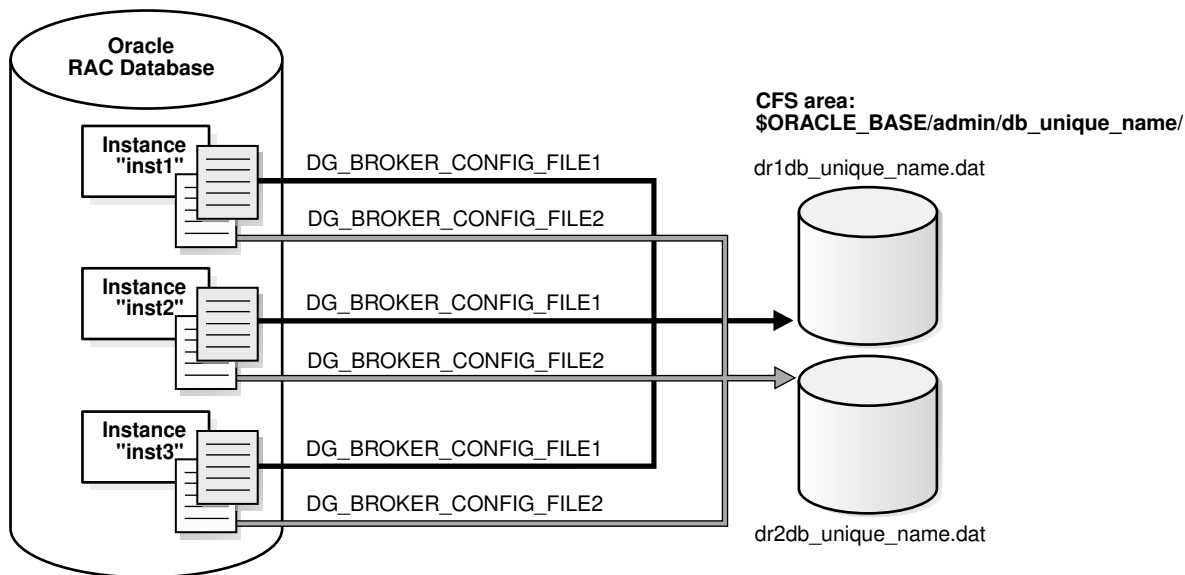 Oracle
RAC Database
CFS area:
$ORACLE_BASE/admin/db_unique_name/
Instance
"inst1"
DG_BROKER_CONFIG_FILE1
dr1db_unique_name.dat
DG_BROKER_CONFIG_FILE2
Instance
"inst2"
DG_BROKER_CONFIG_FILE1
DG_BROKER_CONFIG_FILE2
Instance
"inst3"
DG_BROKER_CONFIG_FILE1
DG_BROKER_CONFIG_FILE2
dr2db_unique_name.dat